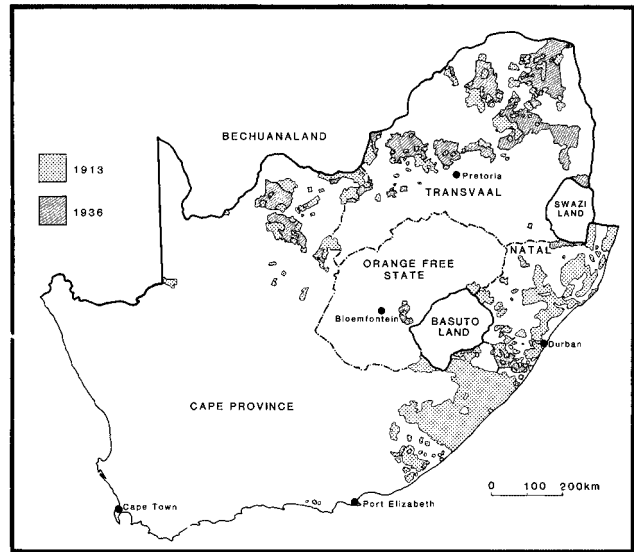 BECHUANALAND
1913
1936
Pretoria
TRANSVAAL
SWAZI
LAND
NATAL
ORANGE FREE
STATE
Bloemfontein
BASUTO
LAND
Durban
CAPE PROVINCE
0 100 200km
Cape Town
Port Elizabeth